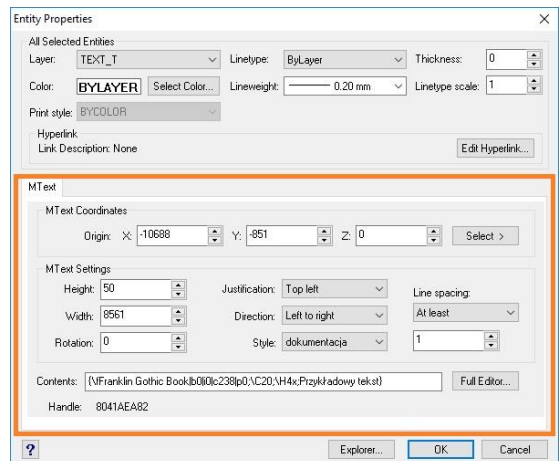 Entity Properties
All Selected Entities
Layer: TEXT_T Linetype: ByLayer Thickness: 0
Color: BYLAYER Select Color... Lineweight: 0.20 mm Linetype scale: 1
Print style: BYCOLOR
Hyperlink
Link Description: None Edit Hyperlink...
MText
MText Coordinates
Origin: X: -10688 Y: -851 Z: 0 Select >
MText Settings
Height: 50 Justification: Top left Line spacing:
Width: 8561 Direction: Left to right At least
Rotation: 0 Style: dokumentacja 1
Contents: {\fFranklin Gothic Book|b0|i0|c238|p0;\C20;\H4x;Przykładowy tekst} Full Editor...
Handle: 8041AEA82
? Explorer... OK Cancel